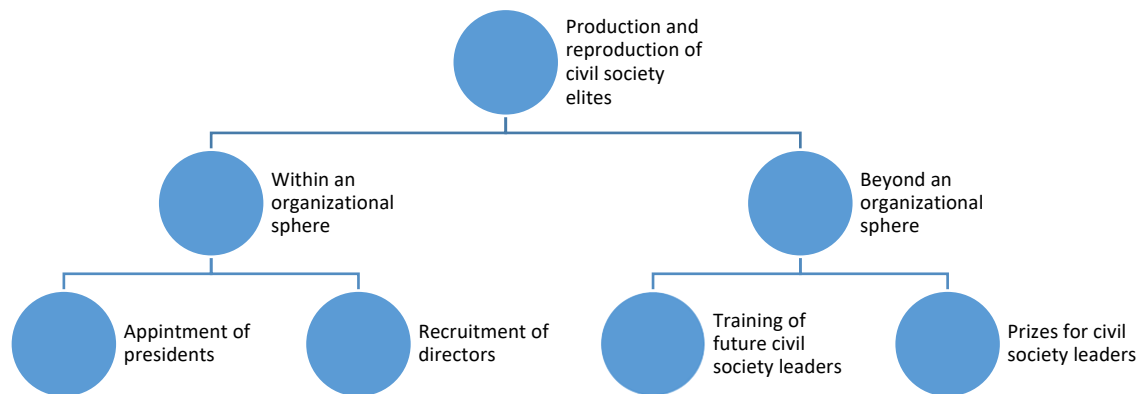 Production and
reproduction of
civil society
elites
Within an
organizational
sphere
Beyond an
organizational
sphere
Appintment of
presidents
Recruitment of
directors
Training of
future civil
society leaders
Prizes for civil
society leaders